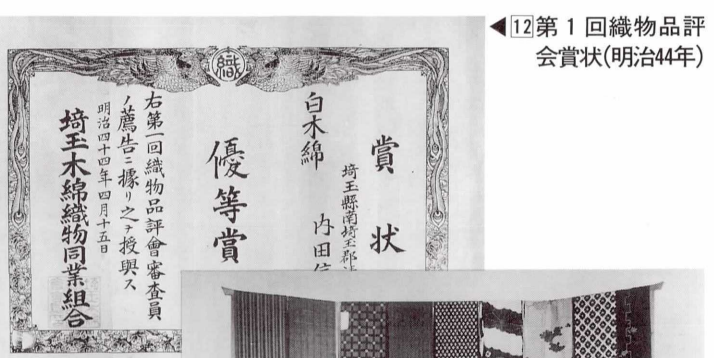 ◀12第1回織物品評
会賞状(明治44年)
織
賞状
埼玉縣南埼玉郡
白木綿 内田
優等賞
右第一回織物品評會審査員
ノ薦告ニ據リ之ヲ授與ス
明治四十四年四月十五日
埼玉木綿織物同業組合